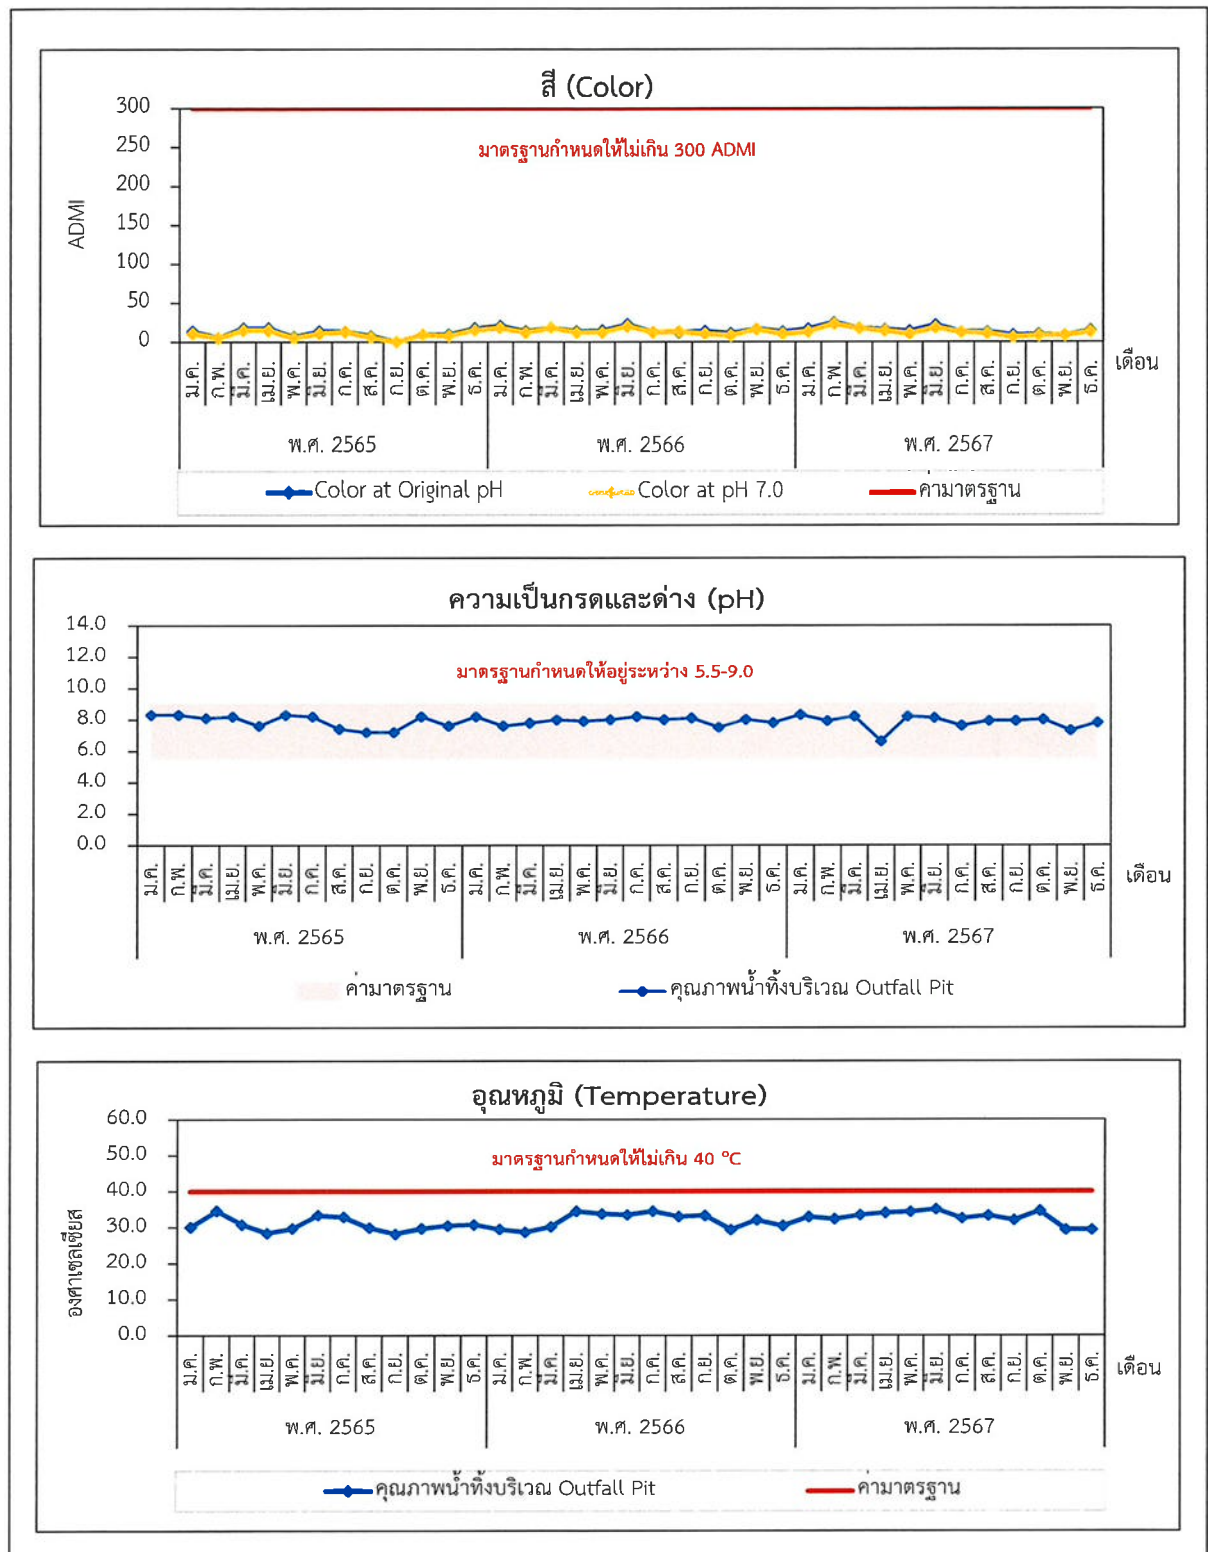 สี (Color)
300
250
200
150
100
50
0
ADMI
มาตรฐานกำหนดให้ไม่เกิน 300 ADMI
ม.ค. ก.พ. มี.ค. เม.ย. พ.ค. มิ.ย. ก.ค. ส.ค. ก.ย. ต.ค. พ.ย. ธ.ค. ม.ค. ก.พ. มี.ค. เม.ย. พ.ค. มิ.ย. ก.ค. ส.ค. ก.ย. ต.ค. พ.ย. ธ.ค. ม.ค. ก.พ. มี.ค. เม.ย. พ.ค. มิ.ย. ก.ค. ส.ค. ก.ย. ต.ค. พ.ย. ธ.ค. เดือน
พ.ศ. 2565 พ.ศ. 2566 พ.ศ. 2567
Color at Original pH Color at pH 7.0 ค่ามาตรฐาน
ความเป็นกรดและด่าง (pH)
14.0
12.0
10.0
8.0
6.0
4.0
2.0
0.0
มาตรฐานกำหนดให้อยู่ระหว่าง 5.5-9.0
ม.ค. ก.พ. มี.ค. เม.ย. พ.ค. มิ.ย. ก.ค. ส.ค. ก.ย. ต.ค. พ.ย. ธ.ค. ม.ค. ก.พ. มี.ค. เม.ย. พ.ค. มิ.ย. ก.ค. ส.ค. ก.ย. ต.ค. พ.ย. ธ.ค. ม.ค. ก.พ. มี.ค. เม.ย. พ.ค. มิ.ย. ก.ค. ส.ค. ก.ย. ต.ค. พ.ย. ธ.ค. เดือน
พ.ศ. 2565 พ.ศ. 2566 พ.ศ. 2567
ค่ามาตรฐาน คุณภาพน้ำทิ้งบริเวณ Outfall Pit
อุณหภูมิ (Temperature)
60.0
50.0
40.0
30.0
20.0
10.0
0.0
องศาเซลเซียส
มาตรฐานกำหนดให้ไม่เกิน 40 °C
ม.ค. ก.พ. มี.ค. เม.ย. พ.ค. มิ.ย. ก.ค. ส.ค. ก.ย. ต.ค. พ.ย. ธ.ค. ม.ค. ก.พ. มี.ค. เม.ย. พ.ค. มิ.ย. ก.ค. ส.ค. ก.ย. ต.ค. พ.ย. ธ.ค. ม.ค. ก.พ. มี.ค. เม.ย. พ.ค. มิ.ย. ก.ค. ส.ค. ก.ย. ต.ค. พ.ย. ธ.ค. เดือน
พ.ศ. 2565 พ.ศ. 2566 พ.ศ. 2567
คุณภาพน้ำทิ้งบริเวณ Outfall Pit ค่ามาตรฐาน